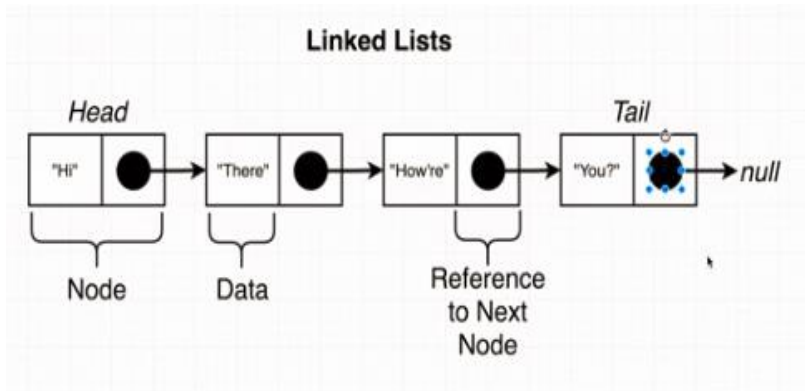 Linked Lists
Head
Tail
"Hi"
"There"
"How're"
"You?"
null
Node
Data
Reference
to Next
Node